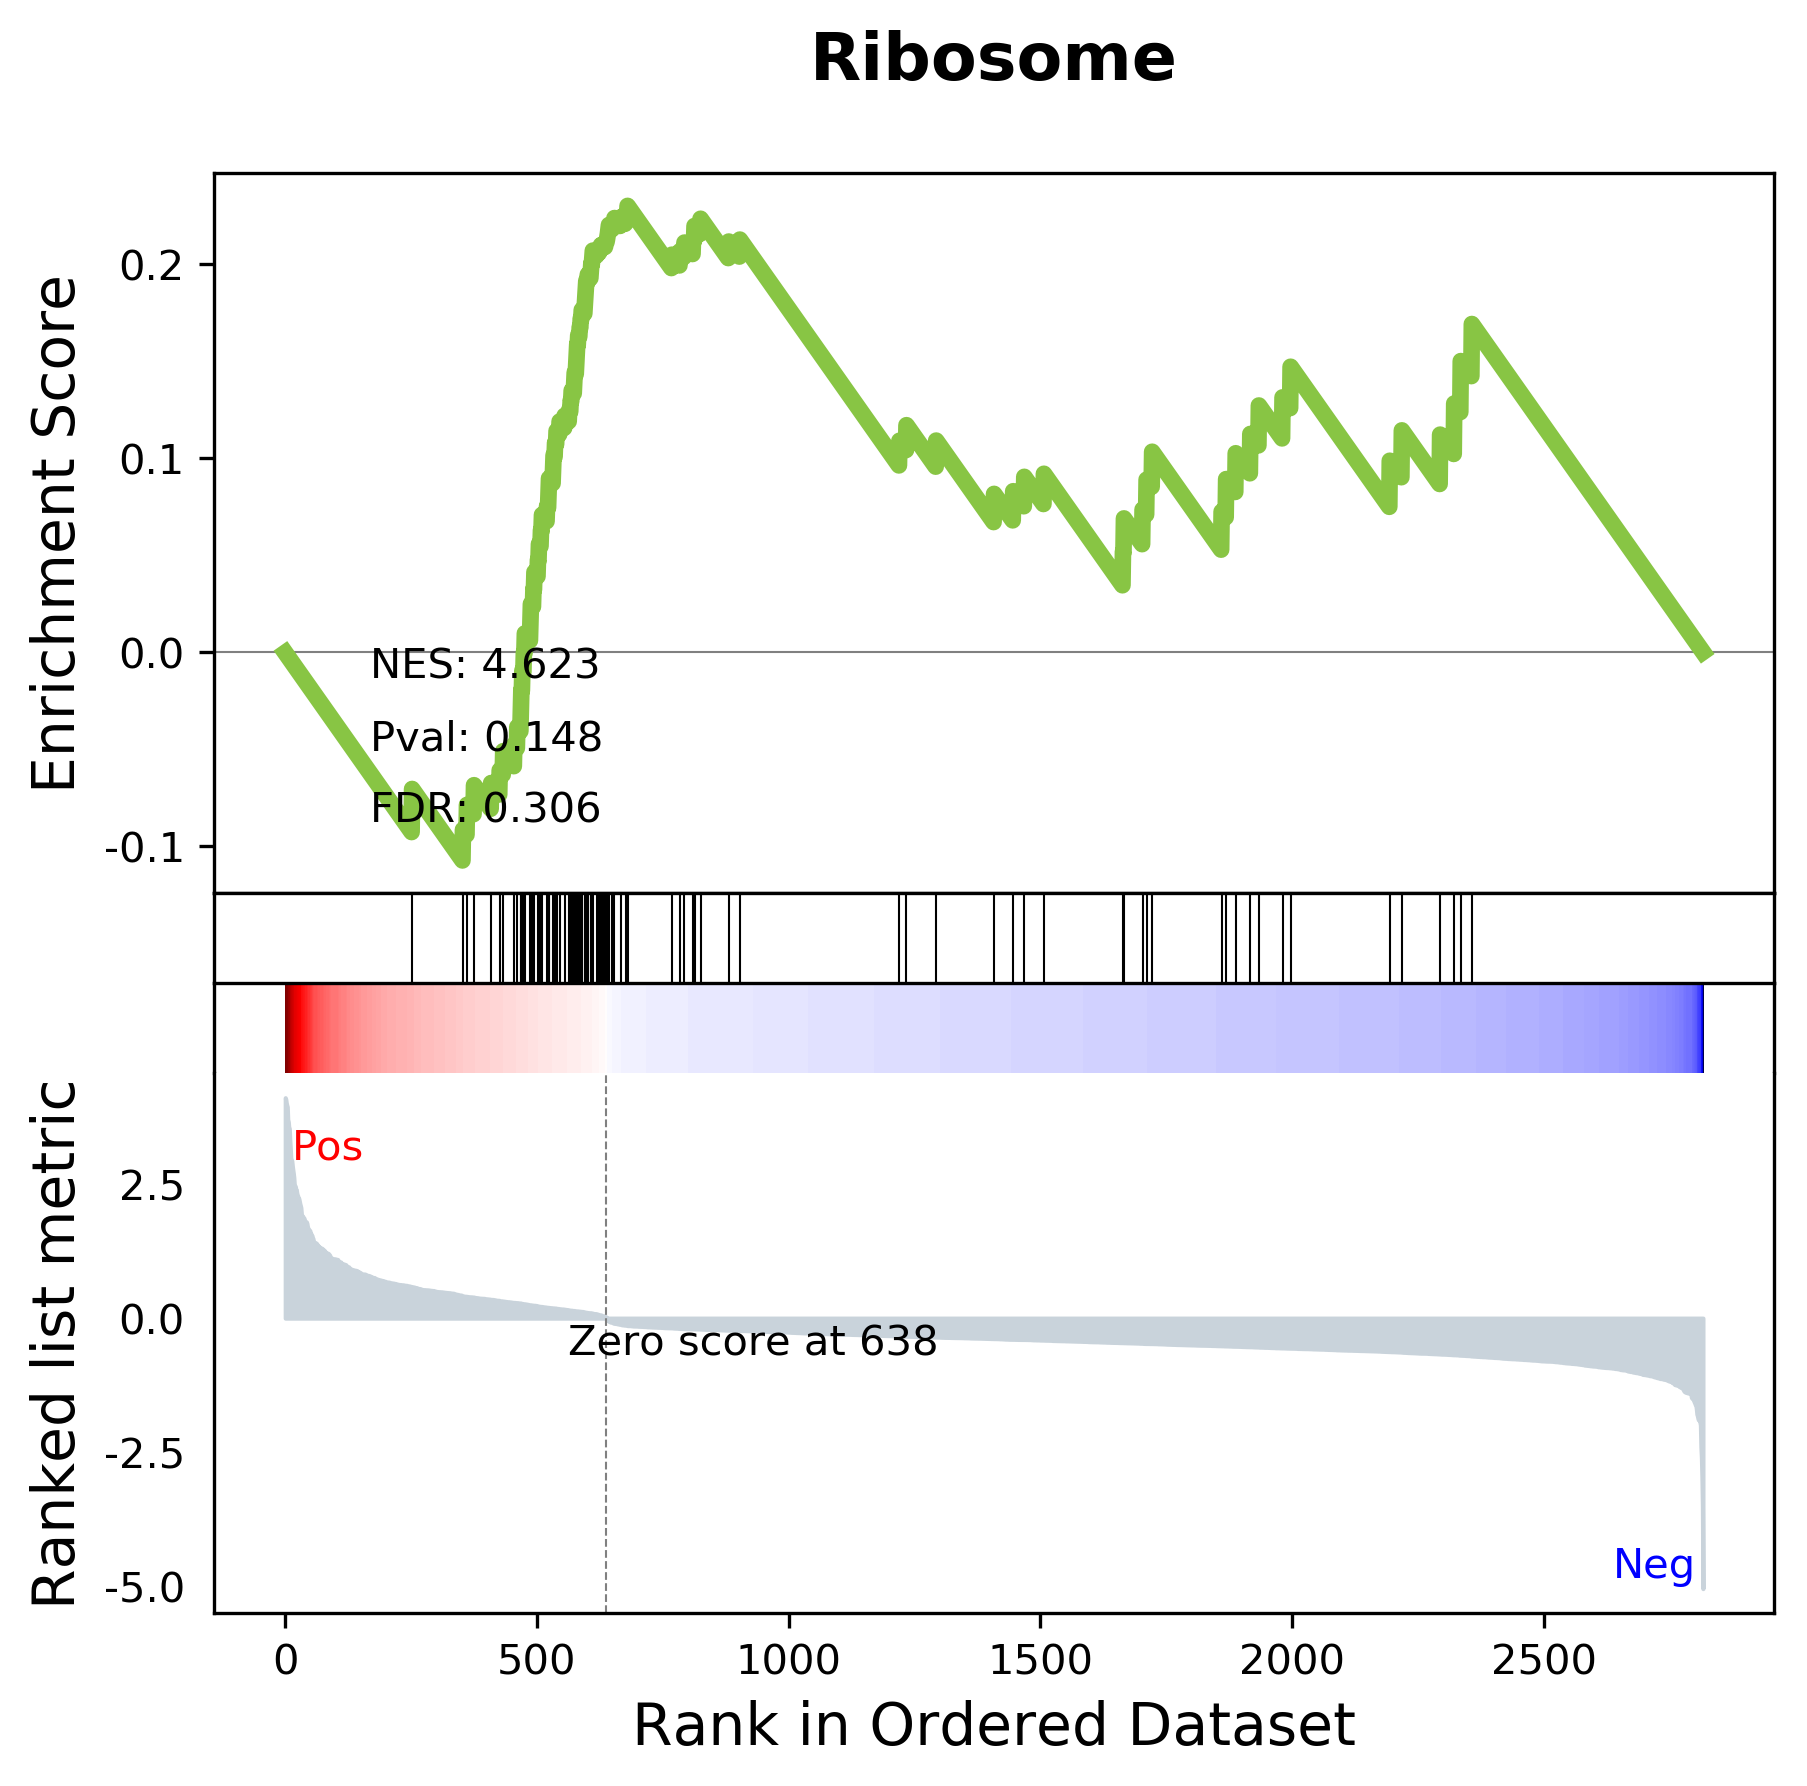 Ribosome
Enrichment Score
0.2
0.1
0.0
-0.1
NES: 4.623
Pval: 0.148
FDR: 0.306
Ranked list metric
Pos
2.5
0.0
-2.5
-5.0
Zero score at 638
Neg
0 500 1000 1500 2000 2500
Rank in Ordered Dataset